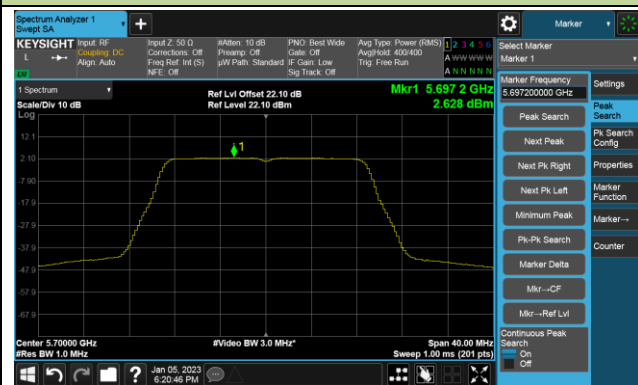 Spectrum Analyzer 1
Swept SA
Marker
KEYSIGHT
L
Input: RF
Coupling: DC
Align: Auto
Input Z: 50 Ω
Corrections: Off
Freq Ref: Int (S)
NFE: Off
#Atten: 10 dB
Preamp: Off
µW Path: Standard
PNO: Best Wide
Gate: Off
IF Gain: Low
Sig Track: Off
Avg Type: Power (RMS)
Avg|Hold: 400/400
Trig: Free Run
1 2 3 4 5 6
A W W W W W
A N N N N N
Select Marker
Marker 1
1 Spectrum
Scale/Div 10 dB
Log
Ref Lvl Offset 22.10 dB
Ref Level 22.10 dBm
Mkr1 5.697 2 GHz
2.628 dBm
12.1
2.10
-7.90
-17.9
-27.9
-37.9
-47.9
-57.9
-67.9
1
Center 5.70000 GHz
#Res BW 1.0 MHz
#Video BW 3.0 MHz*
Span 40.00 MHz
Sweep 1.00 ms (201 pts)
Marker Frequency
5.697200000 GHz
Peak Search
Next Peak
Next Pk Right
Next Pk Left
Minimum Peak
Pk-Pk Search
Marker Delta
Mkr→CF
Mkr→Ref Lvl
Continuous Peak
Search
On
Off
Settings
Peak
Search
Pk Search
Config
Properties
Marker
Function
Marker→
Counter
Jan 05, 2023
6:20:46 PM